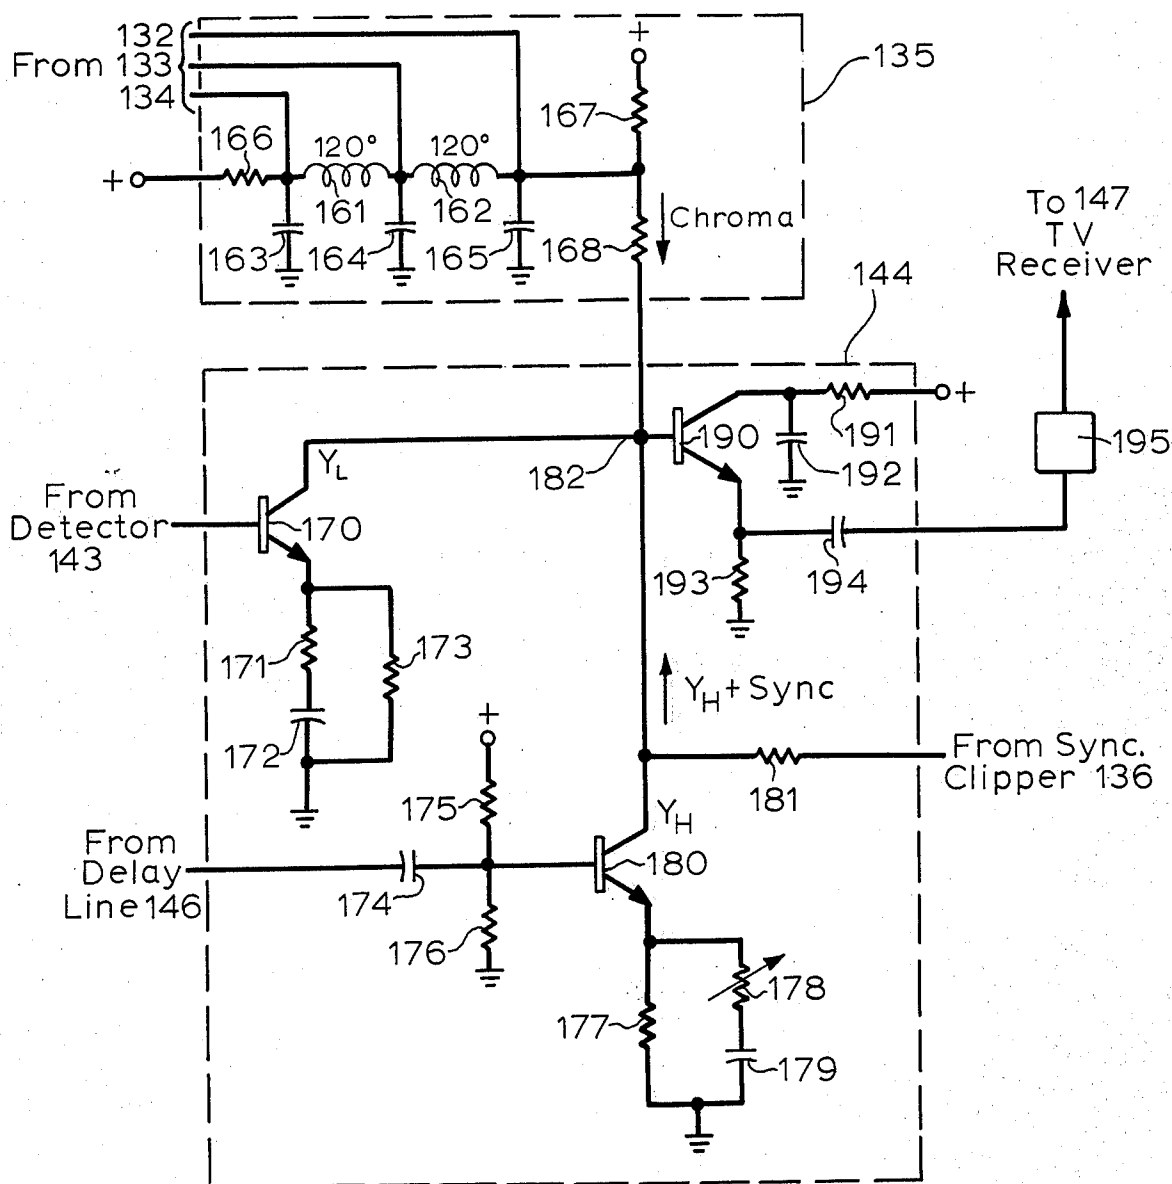 132
From 133
134
+
135
167
166
120°
120°
+
161
162
Chroma
163
164
165
168
To 147
TV
Receiver
144
+
190
191
195
Y_L
182
192
From
Detector
143
170
193
194
171
173
Y_H + Sync
172
+
From Sync.
Clipper 136
175
181
Y_H
From
Delay
Line 146
180
174
176
178
177
179